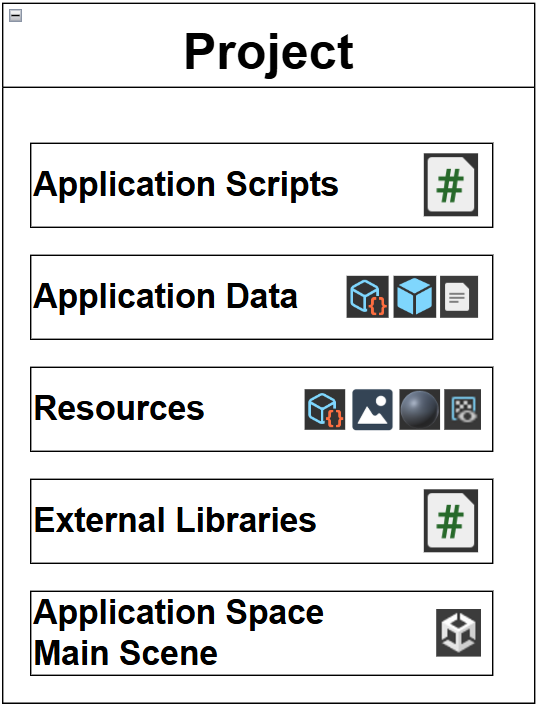 Project
Application Scripts
#
Application Data
{}
Resources
{}
External Libraries
#
Application Space
Main Scene